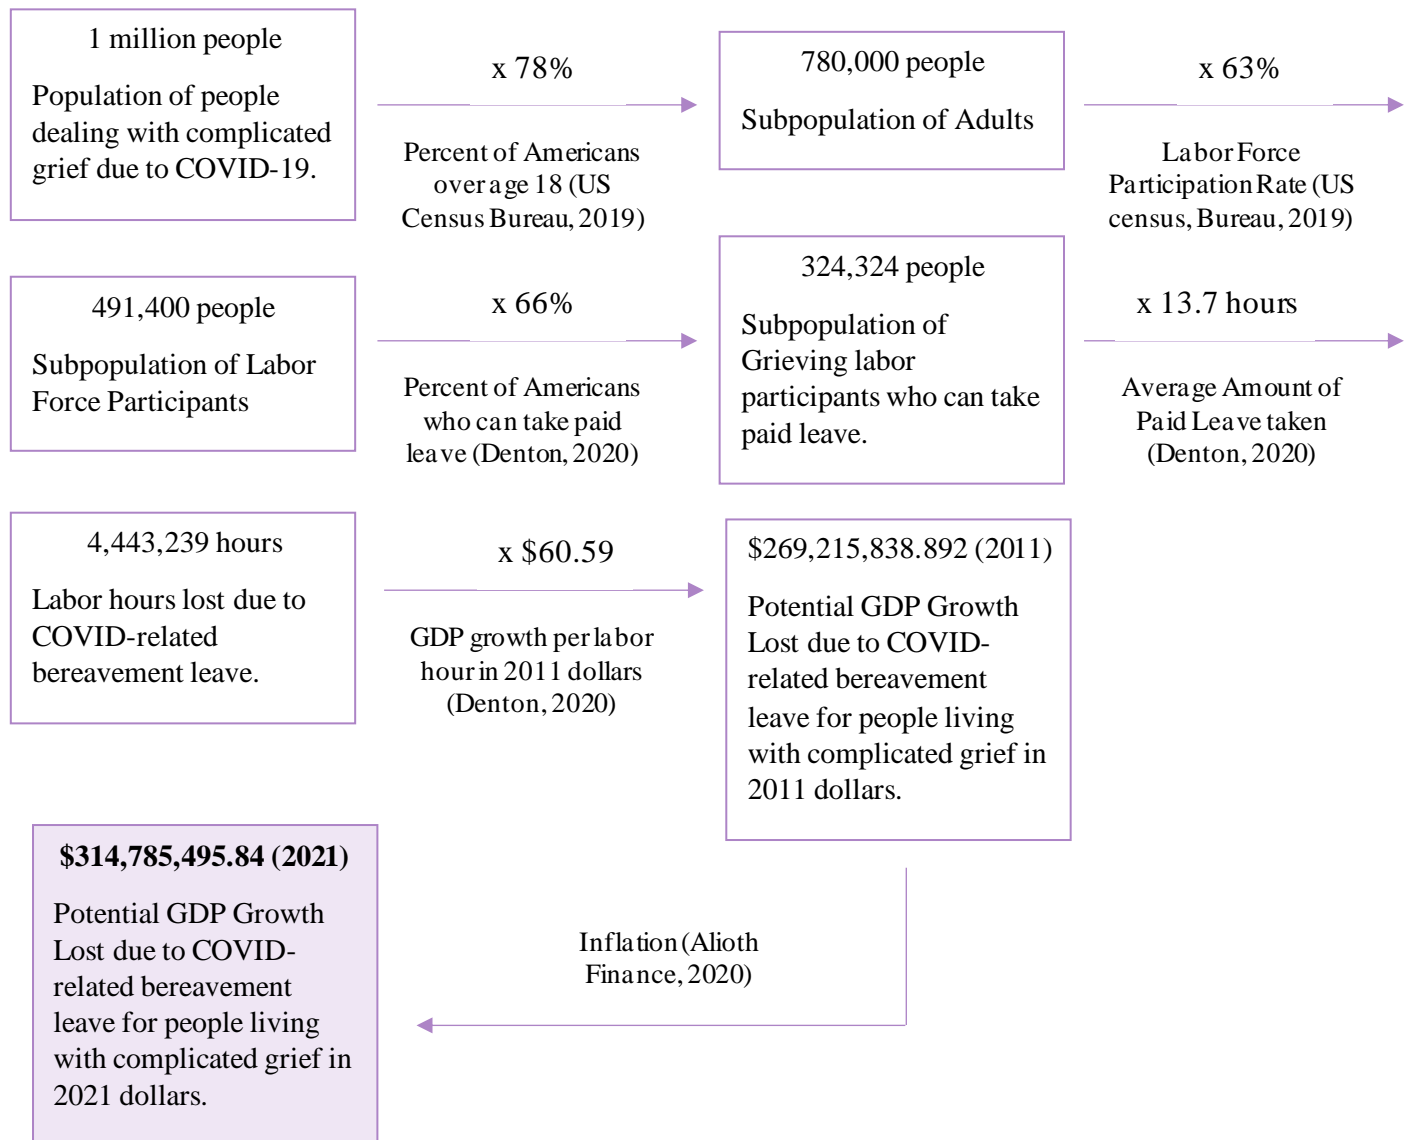 1 million people
Population of people
dealing with complicated
grief due to COVID-19.
x 78%
Percent of Americans
over age 18 (US
Census Bureau, 2019)
780,000 people
Subpopulation of Adults
x 63%
Labor Force
Participation Rate (US
census, Bureau, 2019)
491,400 people
Subpopulation of Labor
Force Participants
x 66%
Percent of Americans
who can take paid
leave (Denton, 2020)
324,324 people
Subpopulation of
Grieving labor
participants who can take
paid leave.
x 13.7 hours
Average Amount of
Paid Leave taken
(Denton, 2020)
4,443,239 hours
Labor hours lost due to
COVID-related
bereavement leave.
x $60.59
GDP growth per labor
hour in 2011 dollars
(Denton, 2020)
$269,215,838.892 (2011)
Potential GDP Growth
Lost due to COVID-
related bereavement
leave for people living
with complicated grief in
2011 dollars.
Inflation (Alioth
Finance, 2020)
$314,785,495.84 (2021)
Potential GDP Growth
Lost due to COVID-
related bereavement
leave for people living
with complicated grief in
2021 dollars.